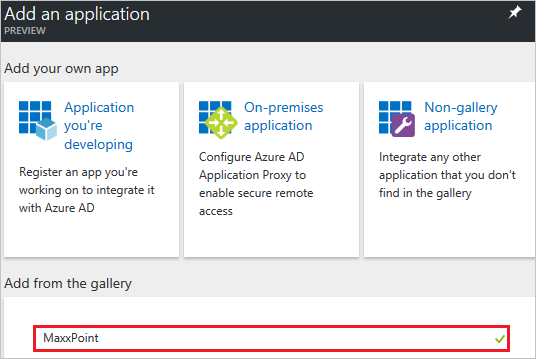 Add an application
PREVIEW
Add your own app
Application
you're
developing
Register an app you're
working on to integrate it
with Azure AD
On-premises
application
Configure Azure AD
Application Proxy to
enable secure remote
access
Non-gallery
application
Integrate any other
application that you don't
find in the gallery
Add from the gallery
MaxxPoint